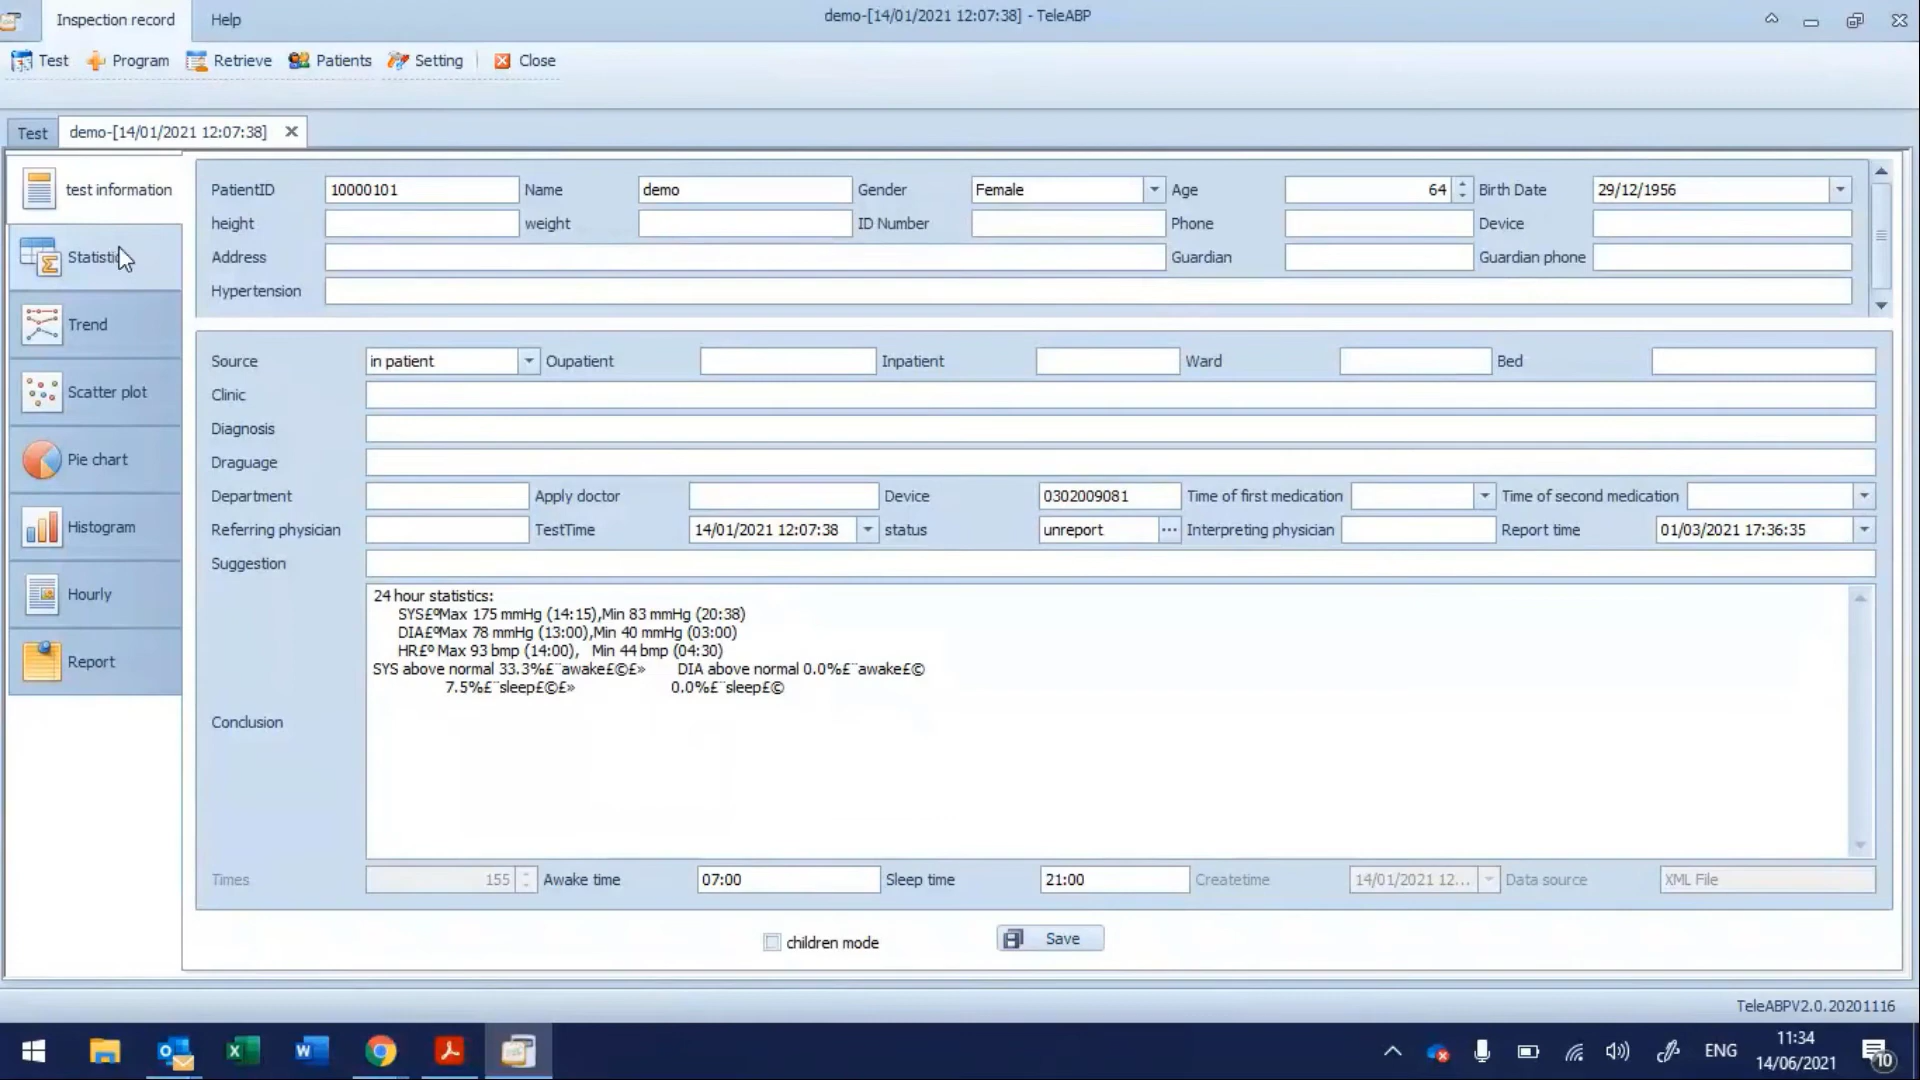 Inspection record Help demo-[14/01/2021 12:07:38] - TeleABP
Test Program Retrieve Patients Setting Close
Test demo-[14/01/2021 12:07:38]
test information
Trend
Scatter plot
Pie chart
Histogram
Hourly
Report
PatientID 10000101 Name demo Gender Female Age 64 Birth Date 29/12/1956
height weight ID Number Phone Device
Address Guardian Guardian phone
Hypertension
Source in patient Oupatient Inpatient Ward Bed
Clinic
Diagnosis
Draguage
Department Apply doctor Device 0302009081 Time of first medication Time of second medication
Referring physician TestTime 14/01/2021 12:07:38 status unreport ... Interpreting physician Report time 01/03/2021 17:36:35
Suggestion
24 hour statistics:
SYS£ºMax 175 mmHg (14:15),Min 83 mmHg (20:38)
DIA£ºMax 78 mmHg (13:00),Min 40 mmHg (03:00)
HR£º Max 93 bmp (14:00), Min 44 bmp (04:30)
SYS above normal 33.3%£¨awake£©£» DIA above normal 0.0%£¨awake£©
7.5%£¨sleep£©£» 0.0%£¨sleep£©
Conclusion
Times 155 Awake time 07:00 Sleep time 21:00 Createtime 14/01/2021 12... Data source XML File
children mode Save
TeleABPV2.0.20201116
ENG 11:34
14/06/2021
10